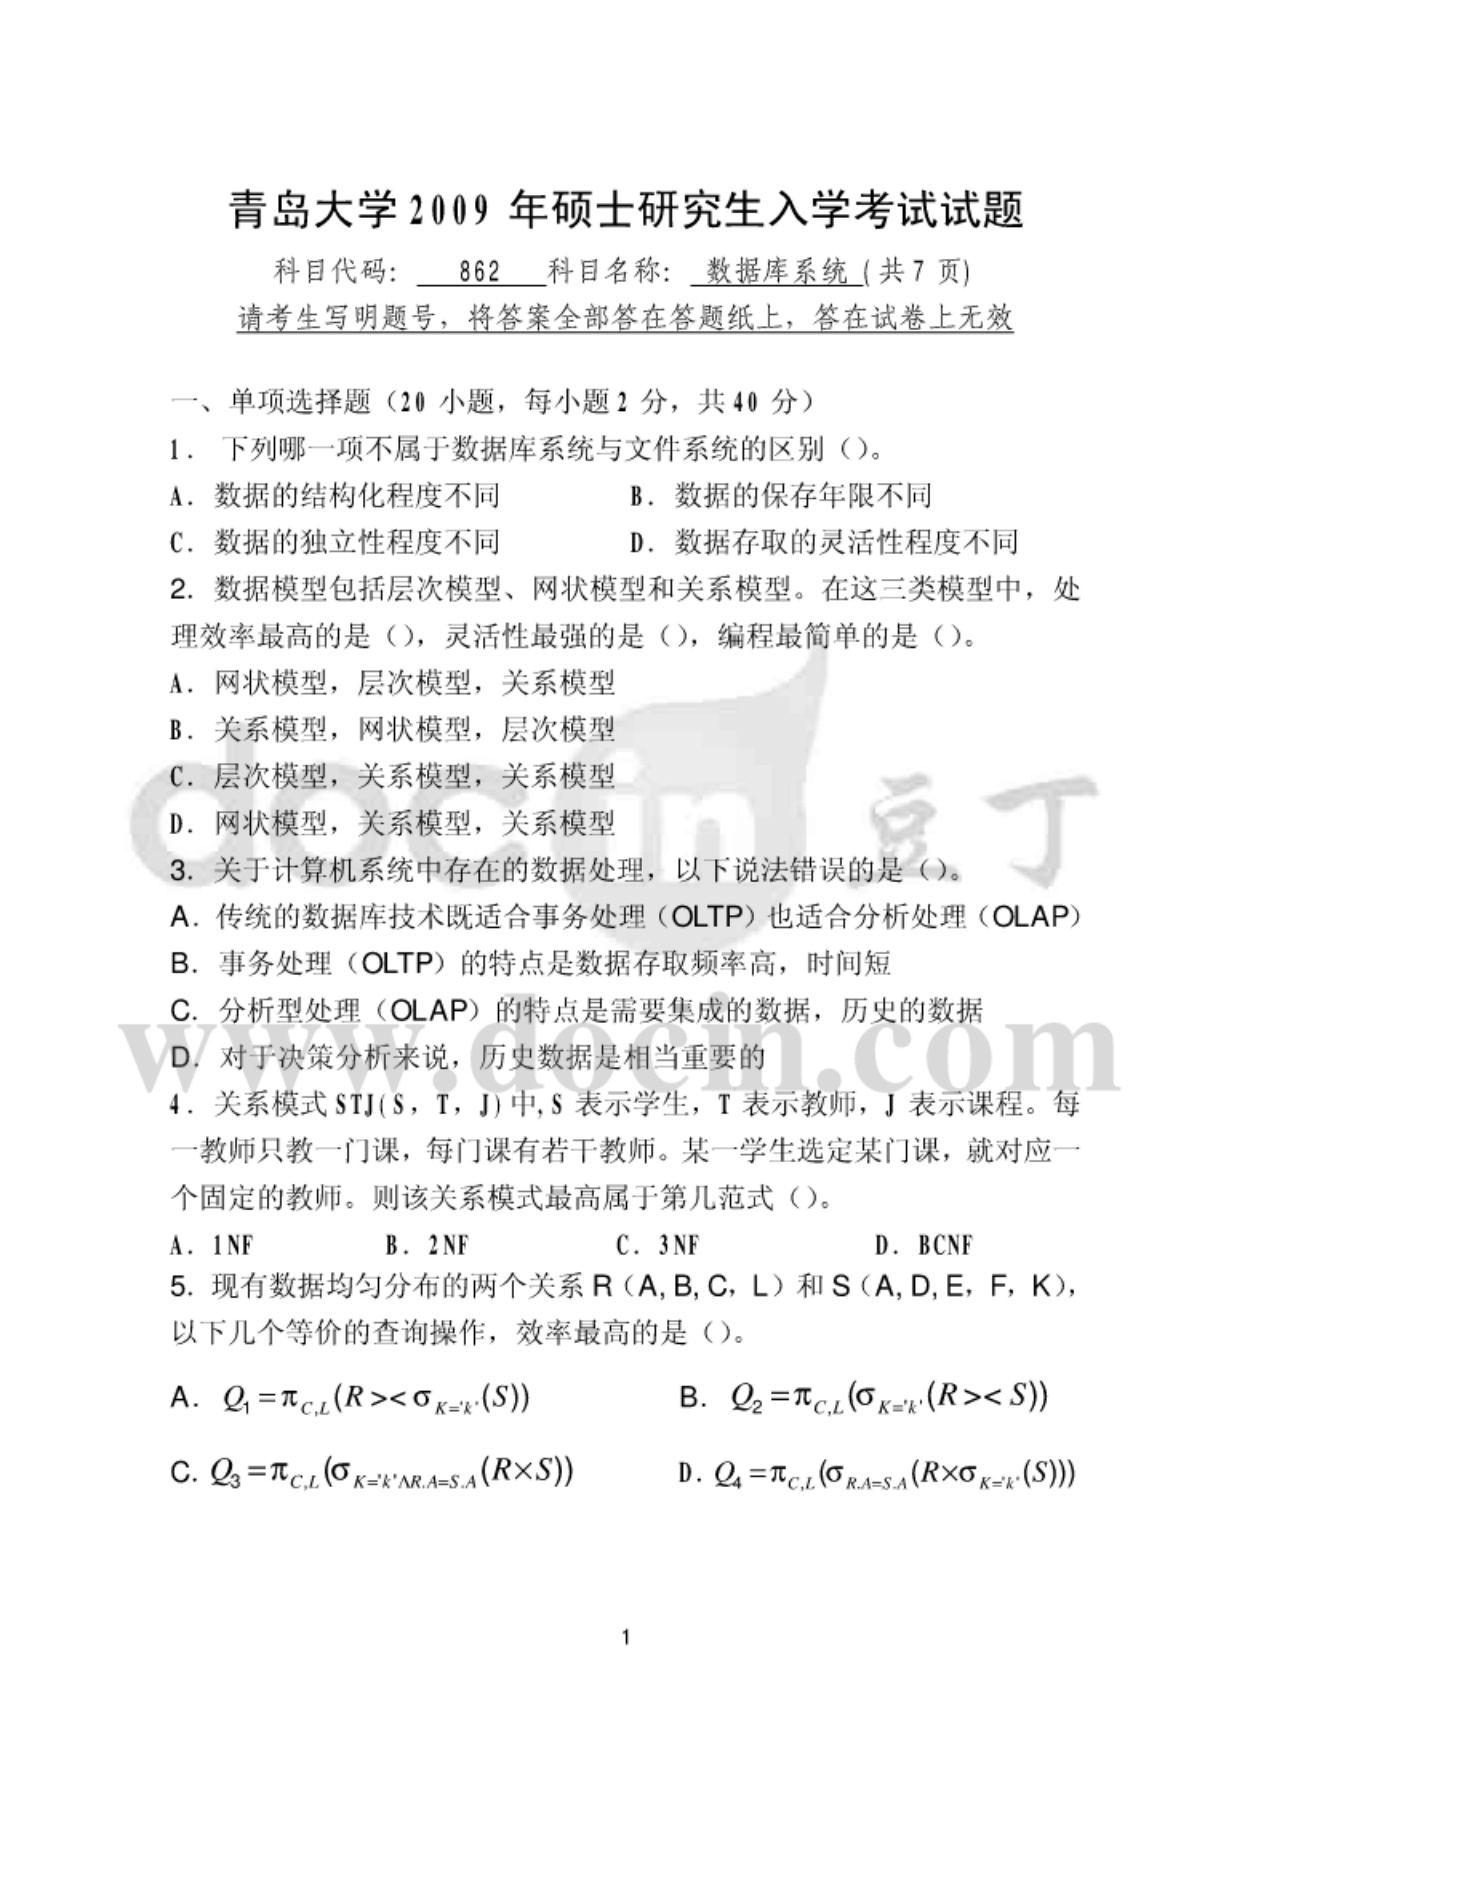 青岛大学2009 年硕士研究生入学考试试题
科目代码： 862 科目名称： 数据库系统 (共7 页)
请考生写明题号，将答案全部答在答题纸上，答在试卷上无效
一、单项选择题（20 小题，每小题2 分，共40 分）
1． 下列哪一项不属于数据库系统与文件系统的区别（）。
A．数据的结构化程度不同 B．数据的保存年限不同
C．数据的独立性程度不同 D．数据存取的灵活性程度不同
2．数据模型包括层次模型、网状模型和关系模型。在这三类模型中，处
理效率最高的是（），灵活性最强的是（），编程最简单的是（）。
A．网状模型，层次模型，关系模型
B．关系模型，网状模型，层次模型
C．层次模型，关系模型，关系模型
D．网状模型，关系模型，关系模型
3．关于计算机系统中存在的数据处理，以下说法错误的是（）。
A．传统的数据库技术既适合事务处理（OLTP）也适合分析处理（OLAP）
B．事务处理（OLTP）的特点是数据存取频率高，时间短
C．分析型处理（OLAP）的特点是需要集成的数据，历史的数据
D．对于决策分析来说，历史数据是相当重要的
4．关系模式 STJ(S，T，J)中,S 表示学生，T 表示教师，J 表示课程。每
一教师只教一门课，每门课有若干教师。某一学生选定某门课，就对应一
个固定的教师。则该关系模式最高属于第几范式（）。
A．1NF B．2NF C．3NF D．BCNF
5．现有数据均匀分布的两个关系 R（A, B, C，L）和 S（A, D, E，F，K），
以下几个等价的查询操作，效率最高的是（）。
A． Q₁ =π_{C,L}(R >< σ_{K='k'}(S)) B． Q₂ =π_{C,L}(σ_{K='k'}(R >< S))
C. Q₃ =π_{C,L}(σ_{K='k'ΛR.A=S.A}(R×S)) D．Q₄ =π_{C,L}(σ_{R.A=S.A}(R×σ_{K='k'}(S)))
docin 豆丁
www.docin.com
1